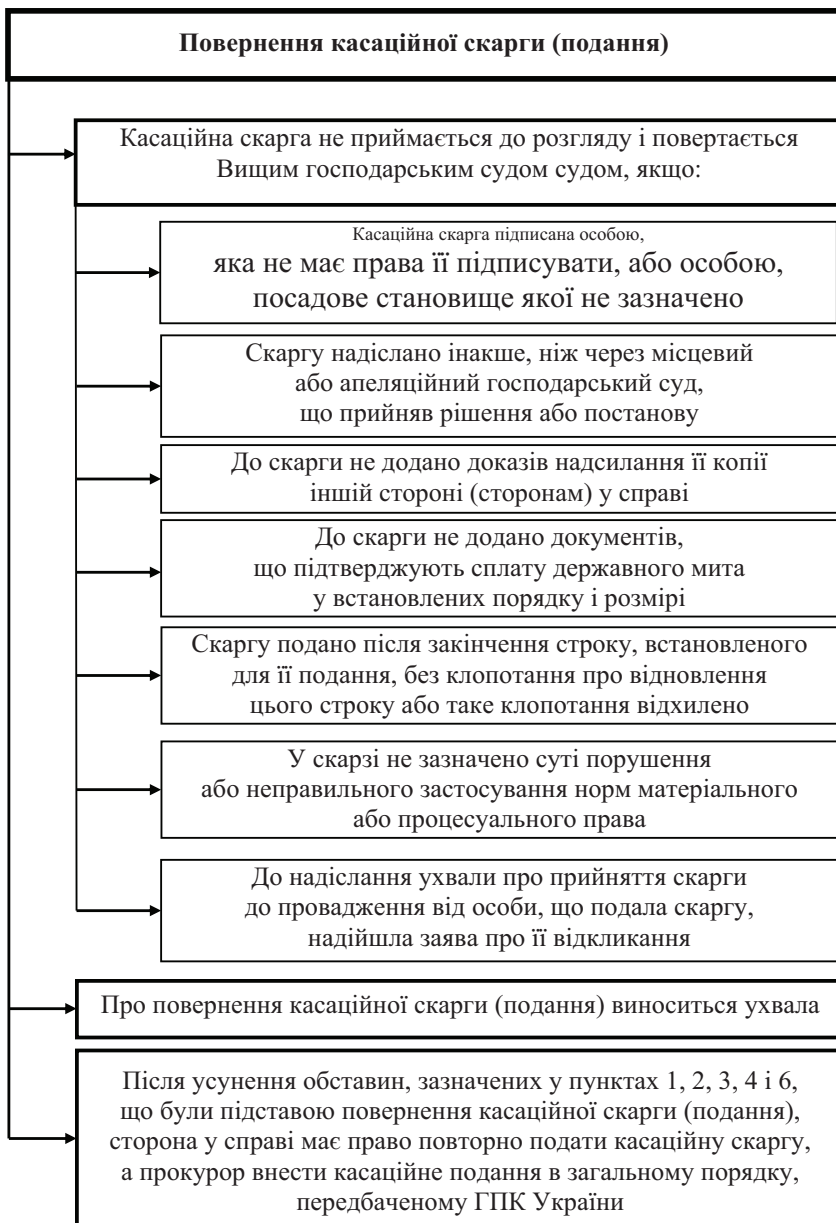 Повернення касаційної скарги (подання)
Касаційна скарга не приймається до розгляду і повертається
Вищим господарським судом судом, якщо:
Касаційна скарга підписана особою,
яка не має права її підписувати, або особою,
посадове становище якої не зазначено
Скаргу надіслано інакше, ніж через місцевий
або апеляційний господарський суд,
що прийняв рішення або постанову
До скарги не додано доказів надсилання її копії
іншій стороні (сторонам) у справі
До скарги не додано документів,
що підтверджують сплату державного мита
у встановлених порядку і розмірі
Скаргу подано після закінчення строку, встановленого
для її подання, без клопотання про відновлення
цього строку або таке клопотання відхилено
У скарзі не зазначено суті порушення
або неправильного застосування норм матеріального
або процесуального права
До надіслання ухвали про прийняття скарги
до провадження від особи, що подала скаргу,
надійшла заява про її відкликання
Про повернення касаційної скарги (подання) виноситься ухвала
Після усунення обставин, зазначених у пунктах 1, 2, 3, 4 і 6,
що були підставою повернення касаційної скарги (подання),
сторона у справі має право повторно подати касаційну скаргу,
а прокурор внести касаційне подання в загальному порядку,
передбаченому ГПК України